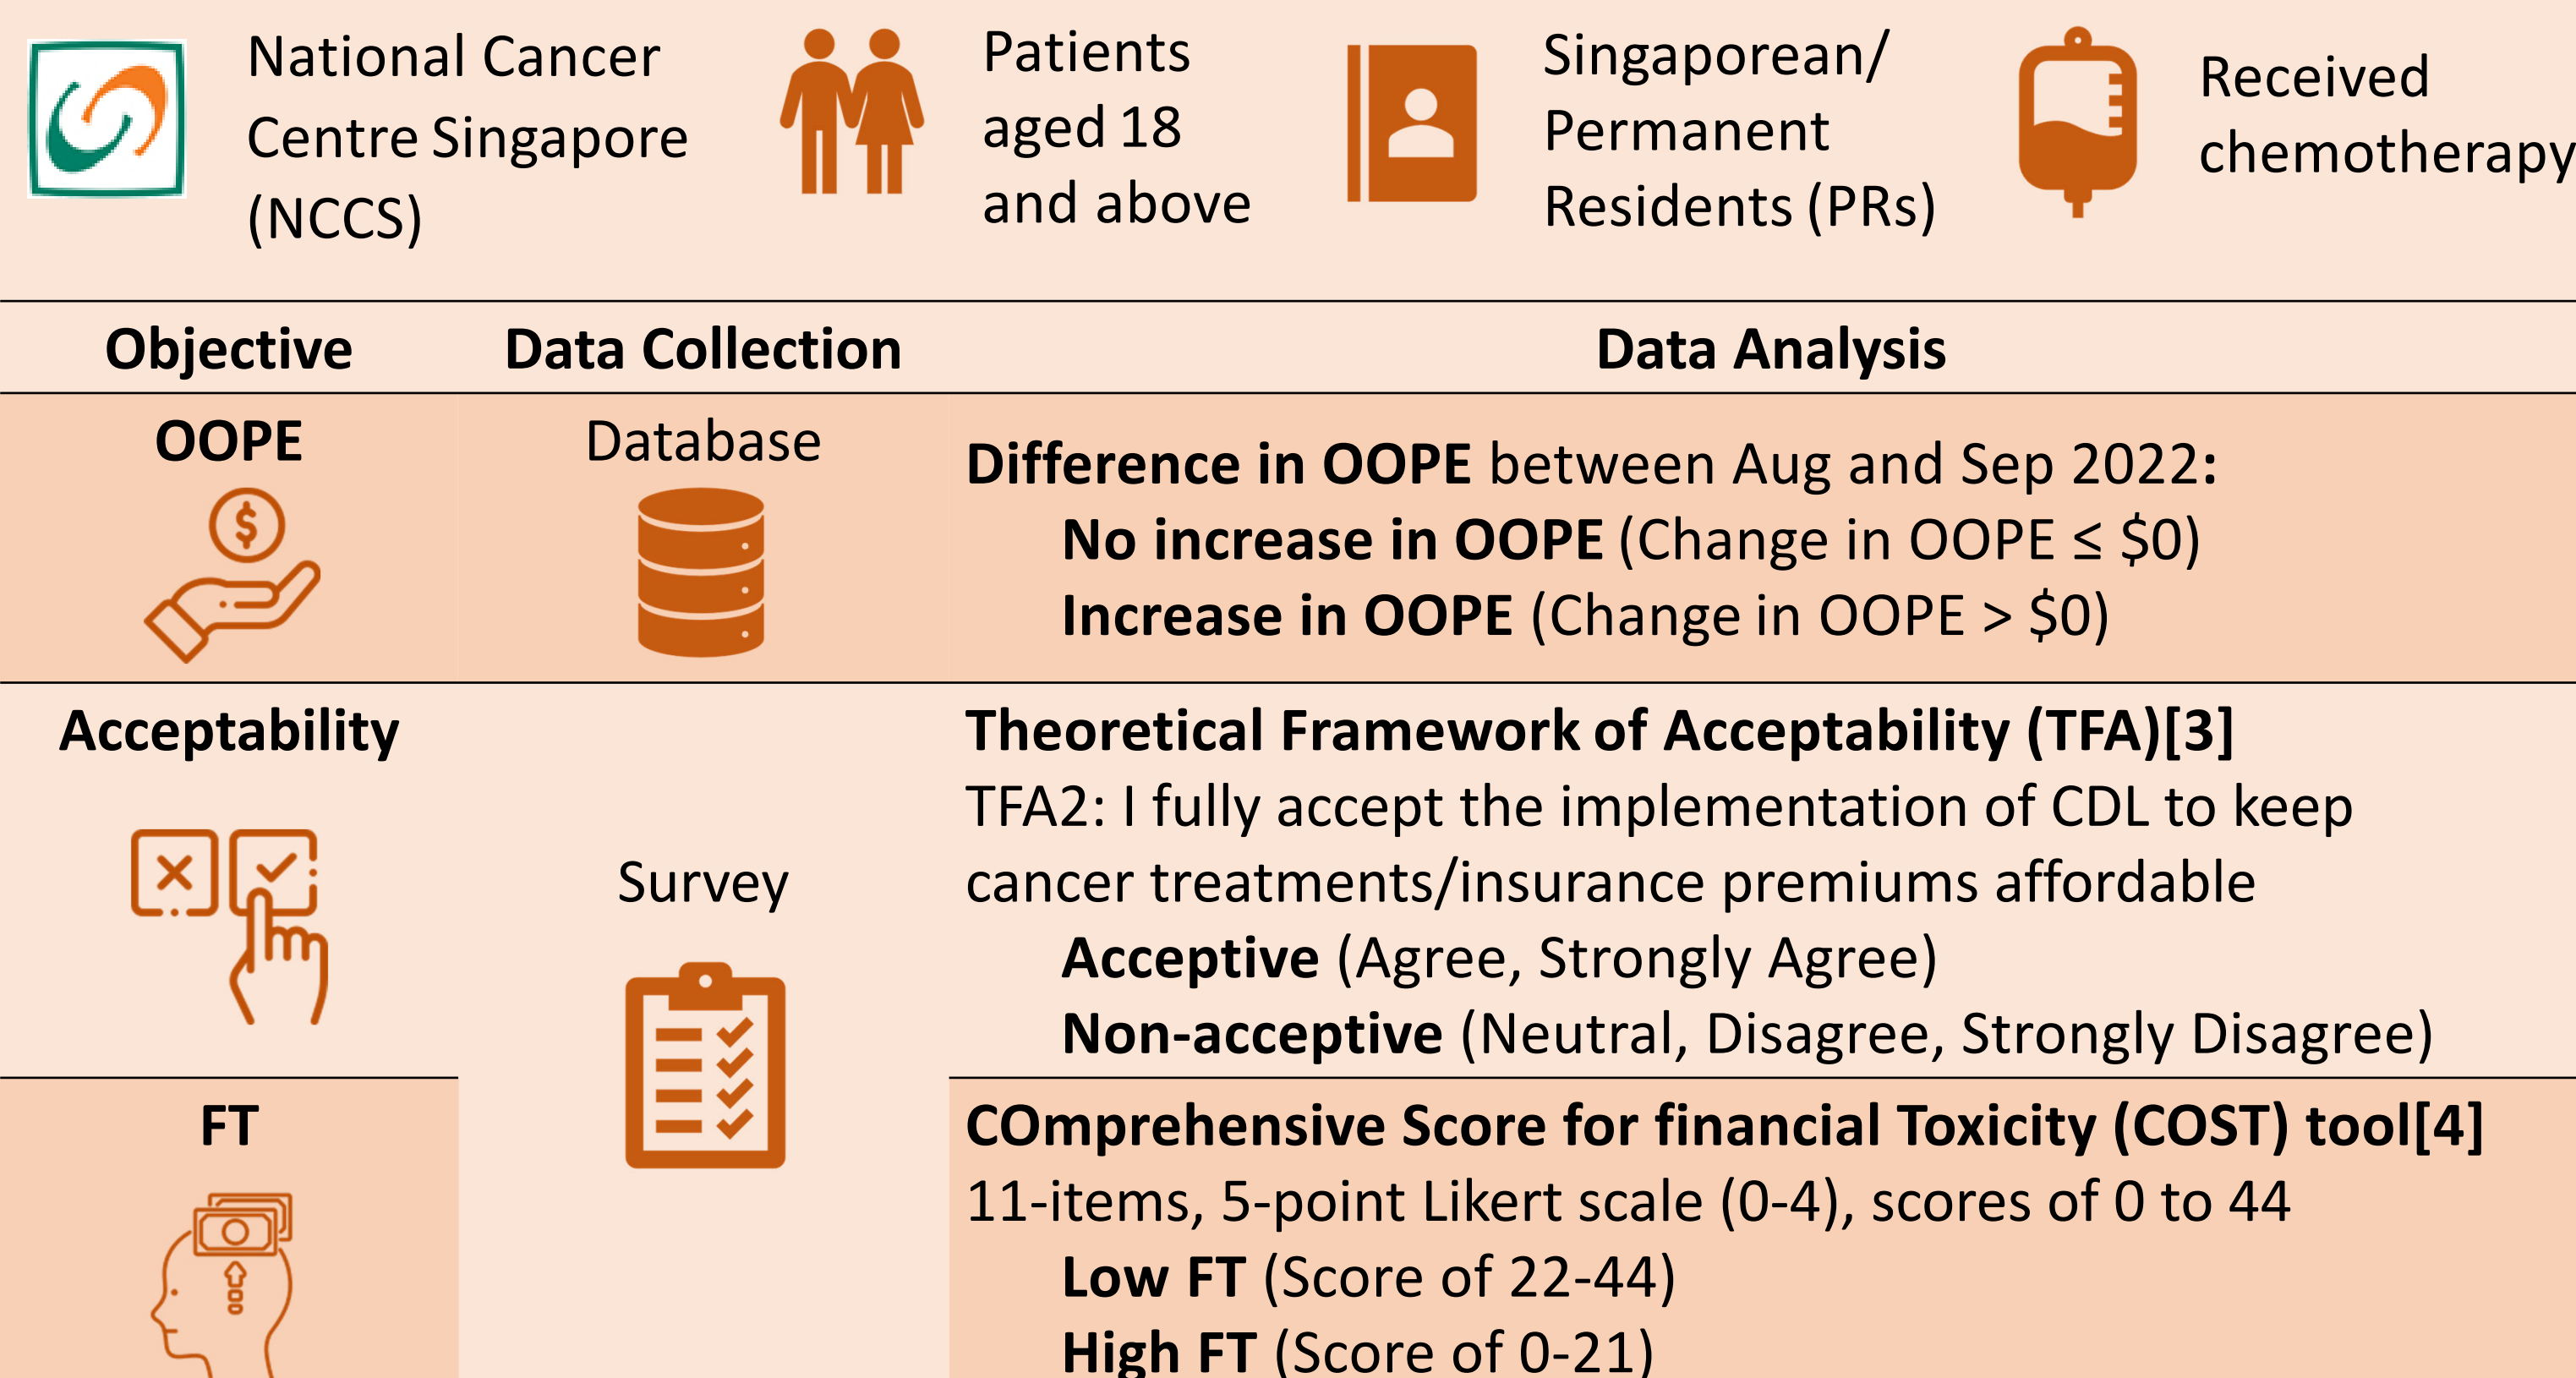 National Cancer
Centre Singapore
(NCCS)
Patients
aged 18
and above
Singaporean/
Permanent
Residents (PRs)
Received
chemotherapy
Objective
Data Collection
Data Analysis
OOPE
Database
Difference in OOPE between Aug and Sep 2022:
No increase in OOPE (Change in OOPE ≤ $0)
Increase in OOPE (Change in OOPE > $0)
Acceptability
Survey
Theoretical Framework of Acceptability (TFA)[3]
TFA2: I fully accept the implementation of CDL to keep
cancer treatments/insurance premiums affordable
Acceptive (Agree, Strongly Agree)
Non-acceptive (Neutral, Disagree, Strongly Disagree)
FT
COmprehensive Score for financial Toxicity (COST) tool[4]
11-items, 5-point Likert scale (0-4), scores of 0 to 44
Low FT (Score of 22-44)
High FT (Score of 0-21)